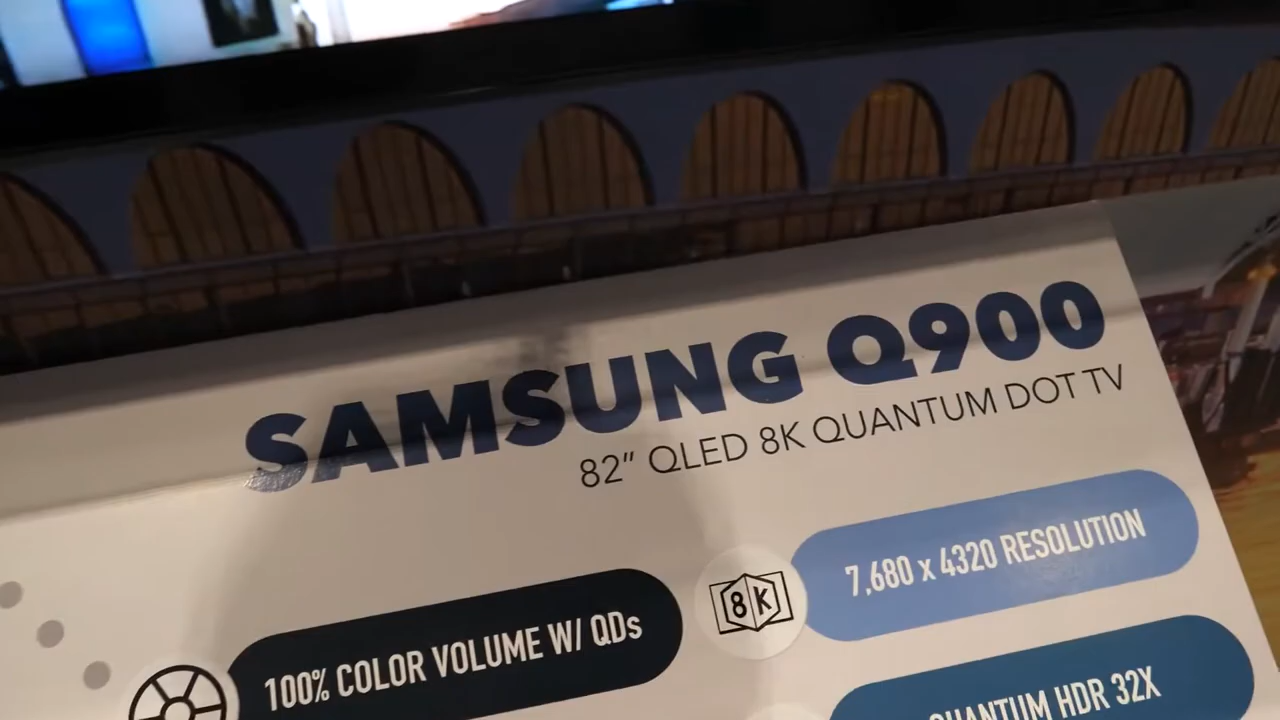 SAMSUNG Q900
82" QLED 8K QUANTUM DOT TV
8K
7,680 x 4320 RESOLUTION
100% COLOR VOLUME W/ QDs
QUANTUM HDR 32X